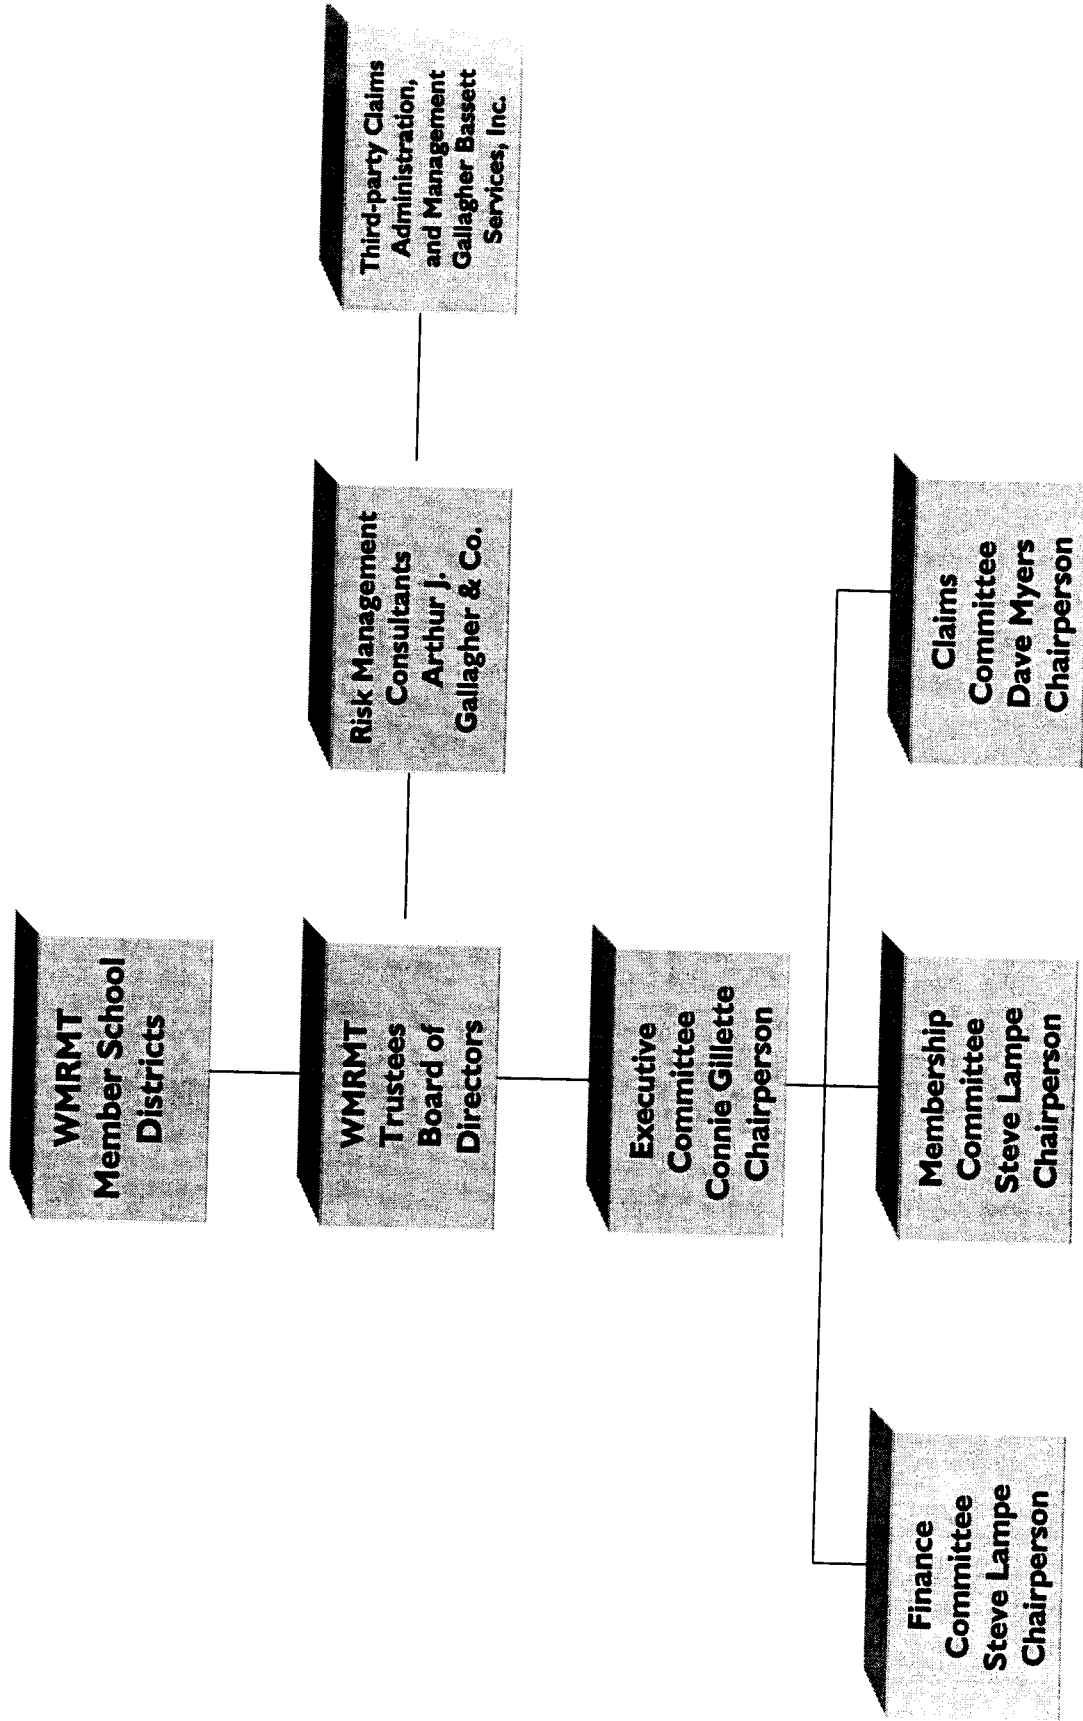 WMRMT
Member School
Districts
WMRMT
Trustees
Board of
Directors
Risk Management
Consultants
Arthur J.
Gallagher & Co.
Third-party Claims
Administration,
and Management
Gallagher Bassett
Services, Inc.
Executive
Committee
Connie Gillette
Chairperson
Finance
Committee
Steve Lampe
Chairperson
Membership
Committee
Steve Lampe
Chairperson
Claims
Committee
Dave Myers
Chairperson